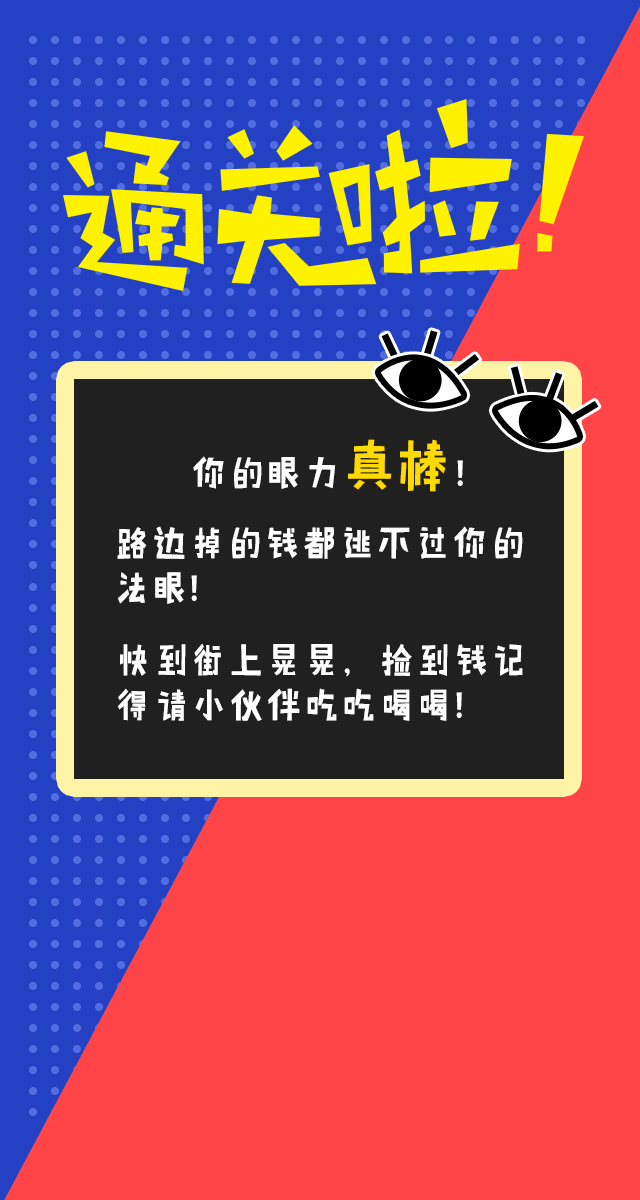 通关啦！
你的眼力真棒！
路边掉的钱都逃不过你的
法眼！
快到街上晃晃，捡到钱记
得请小伙伴吃吃喝喝！